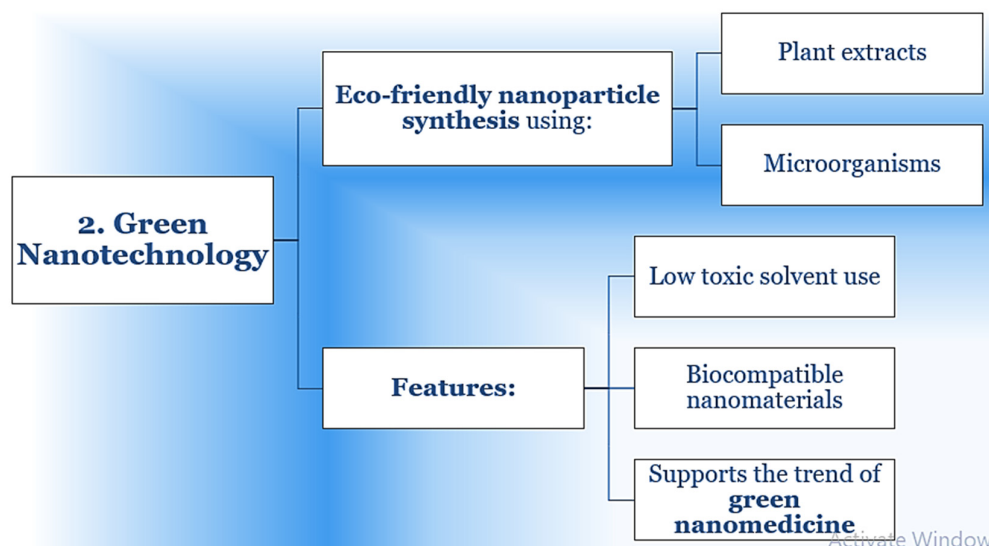 2. Green
Nanotechnology
Eco-friendly nanoparticle
synthesis using:
Plant extracts
Microorganisms
Features:
Low toxic solvent use
Biocompatible
nanomaterials
Supports the trend of
green
nanomedicine
Activate Window